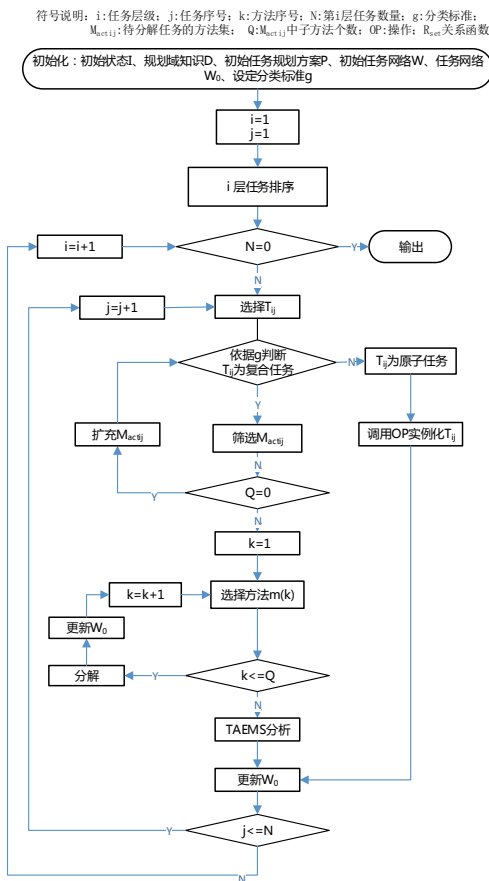 符号说明：i:任务层级；j:任务序号；k:方法序号；N:第i层任务数量；g:分类标准；
Mactij:待分解任务的方法集； Q:Mactij中子方法个数；OP:操作；Rset关系函数
初始化：初始状态I、规划域知识D、初始任务规划方案P、初始任务网络W、任务网络
W₀、设定分类标准g
i=1
j=1
i 层任务排序
i=i+1
N=0
Y
输出
N
j=j+1
选择Tij
依据g判断
Tij为复合任务
N
Tij为原子任务
Y
扩充Mactij
筛选Mactij
调用OP实例化Tij
N
Q=0
Y
N
k=1
k=k+1
选择方法m(k)
更新W₀
分解
Y
k<=Q
N
TAEMS分析
更新W₀
Y
j<=N
N